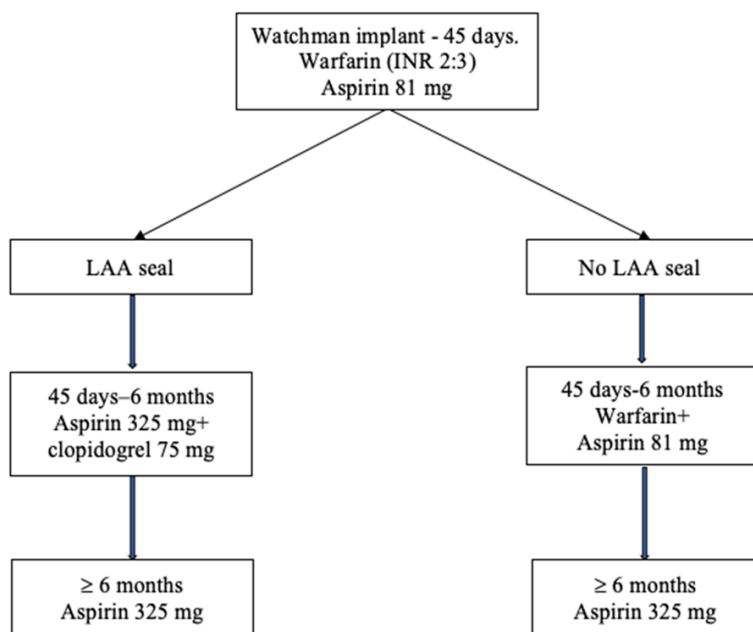 Watchman implant - 45 days.
Warfarin (INR 2:3)
Aspirin 81 mg
LAA seal
No LAA seal
45 days–6 months
Aspirin 325 mg+
clopidogrel 75 mg
45 days-6 months
Warfarin+
Aspirin 81 mg
≥ 6 months
Aspirin 325 mg
≥ 6 months
Aspirin 325 mg